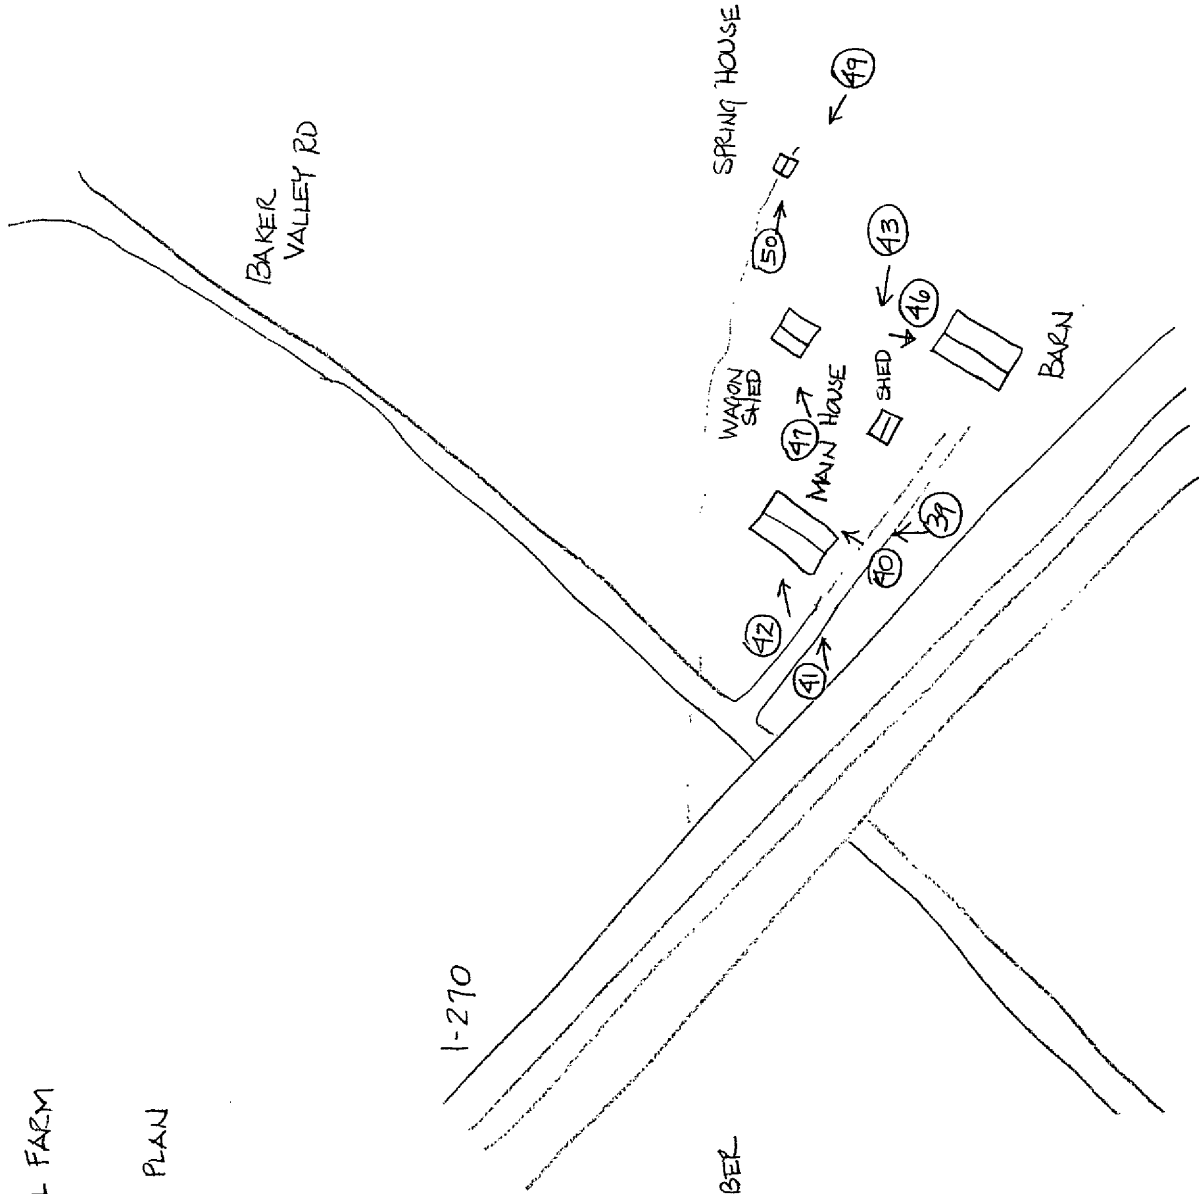 L FARM
PLAN
I-270
BER
BAKER
VALLEY RD
SPRING HOUSE
WAGON
SHED
MAIN HOUSE
SHED
BARN
42
41
40
39
47
50
49
43
46